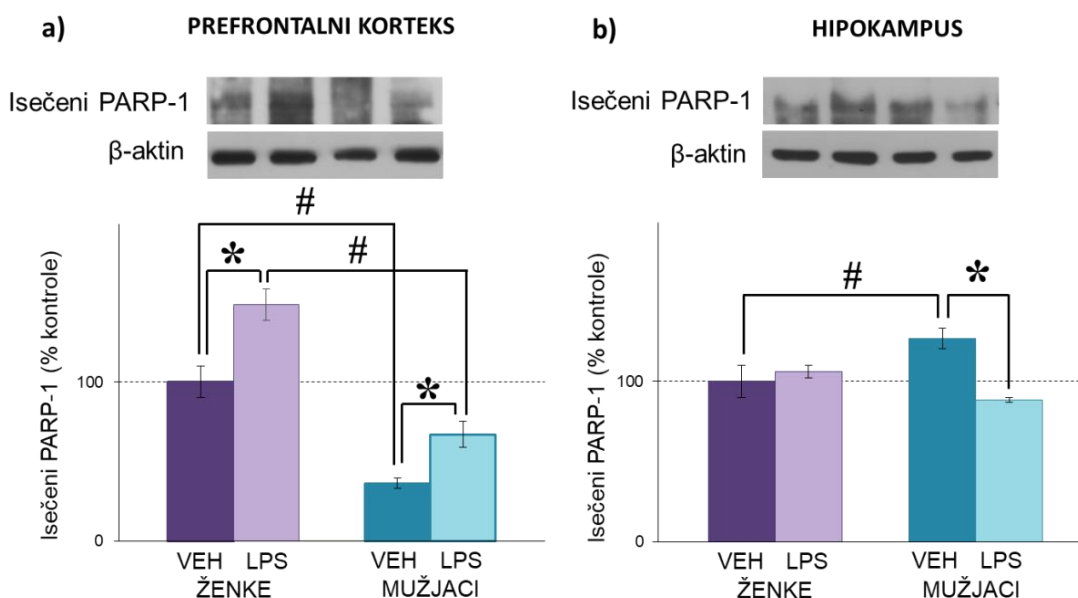 a) PREFRONTALNI KORTEKS
Isečeni PARP-1
β-aktin
#
* #
*
Isečeni PARP-1 (% kontrole)
100
0
VEH LPS VEH LPS
ŽENKE MUŽJACI
b) HIPOKAMPUS
Isečeni PARP-1
β-aktin
# *
Isečeni PARP-1 (% kontrole)
100
0
VEH LPS VEH LPS
ŽENKE MUŽJACI